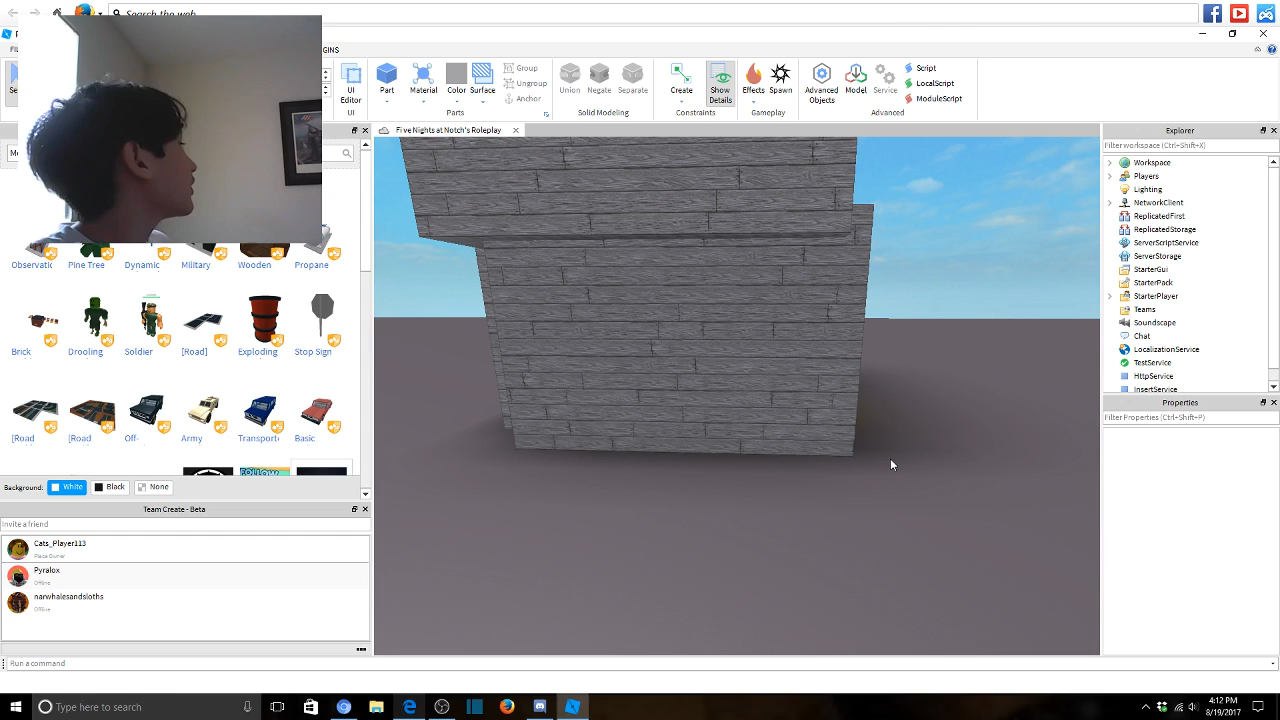 Search the web
FI
GINS
Se
UI
Editor
UI
Part
Material
Color
Surface
Group
Ungroup
Anchor
Parts
Union
Negate
Separate
Solid Modeling
Create
Show
Details
Constraints
Effects
Spawn
Gameplay
Advanced
Objects
Model
Service
Script
LocalScript
ModuleScript
Advanced
Five Nights at Notch's Roleplay
Explorer
Filter workspace (Ctrl+Shift+X)
Workspace
Players
Lighting
NetworkClient
ReplicatedFirst
ReplicatedStorage
ServerScriptService
ServerStorage
StarterGui
StarterPack
StarterPlayer
Teams
Soundscape
Chat
LocalizationService
TestService
HttpService
InsertService
Properties
Filter Properties (Ctrl+Shift+P)
Observatic
Pine Tree
Dynamic
Military
Wooden
Propane
Brick
Drooling
Soldier
[Road]
Exploding
Stop Sign
[Road
[Road
Off-
Army
Transport
Basic
FOLLOW
Background:
White
Black
None
Team Create - Beta
Invite a friend
Cats_Player113
Place Owner
Pyralox
Offline
narwhalesandsloths
Offline
Run a command
Type here to search
4:12 PM
8/19/2017